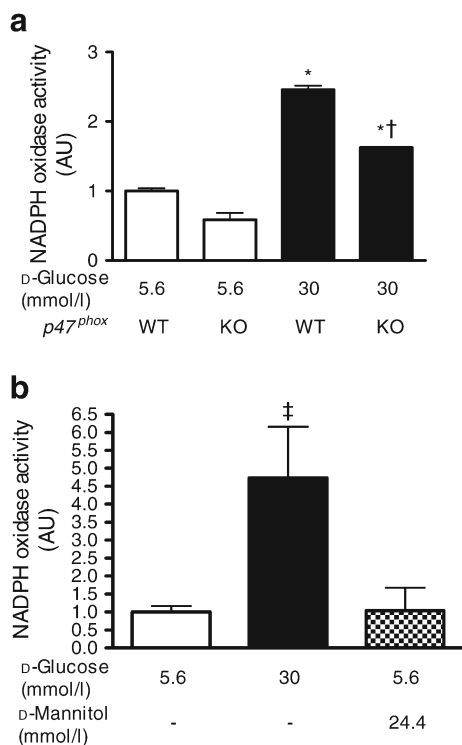 a
NADPH oxidase activity
(AU)
3
2
1
0
*
*†
D-Glucose
(mmol/l)
5.6 5.6 30 30
p47phox WT KO WT KO
b
NADPH oxidase activity
(AU)
6.5
6.0
5.5
5.0
4.5
4.0
3.5
3.0
2.5
2.0
1.5
1.0
0.5
0.0
‡
D-Glucose
(mmol/l)
5.6 30 5.6
D-Mannitol
(mmol/l)
- - 24.4